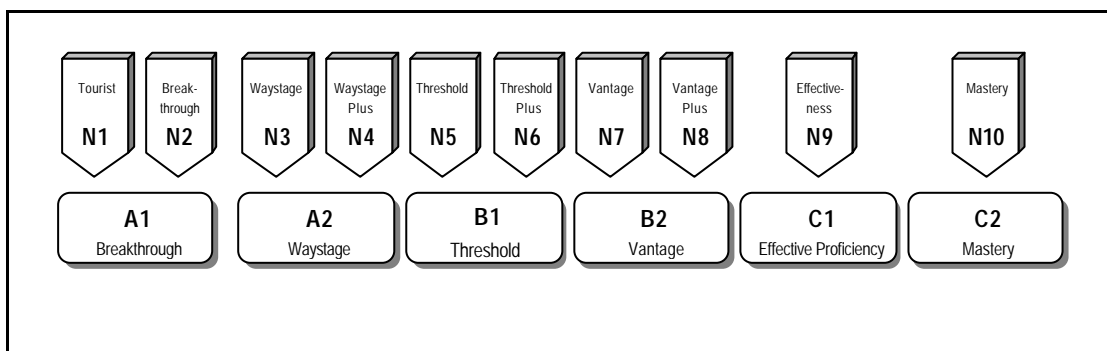 Tourist
N1
Break-
through
N2
Waystage
N3
Waystage
Plus
N4
Threshold
N5
Threshold
Plus
N6
Vantage
N7
Vantage
Plus
N8
Effective-
ness
N9
Mastery
N10
A1
Breakthrough
A2
Waystage
B1
Threshold
B2
Vantage
C1
Effective Proficiency
C2
Mastery